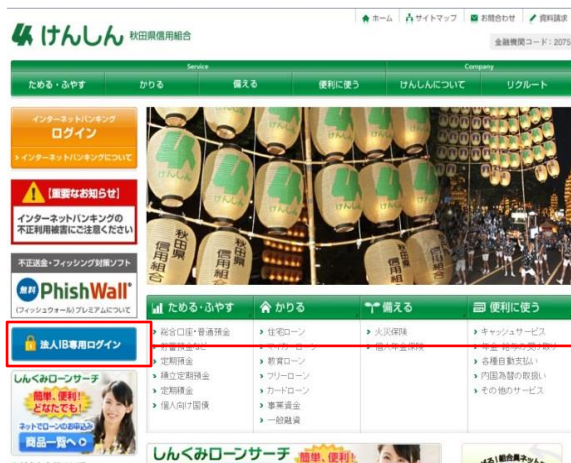 ホーム サイトマップ お問合わせ 資料請求
けんしん 秋田県信用組合
金融機関コード：2075
Service Company
ためる・ふやす かりる 備える 便利に使う けんしんについて リクルート
インターネットバンキング
ログイン
インターネットバンキングについて
【重要なお知らせ】
インターネットバンキングの
不正利用被害にご注意ください
不正送金・フィッシング対策ソフト
無料 PhishWall
(フィッシュウォール)プレミアムについて
法人IB専用ログイン
しんくみローンサーチ
簡単、便利!
どなたでも!
ネットでローンのお申込み
商品一覧へ
けんしん
秋田県
信用組合
ためる・ふやす
総合口座・普通預金
定期預金
積立定期預金
定期積金
個人向け国債
かりる
住宅ローン
教育ローン
フリーローン
カードローン
事業資金
一般融資
備える
火災保険
便利に使う
キャッシュサービス
各種自動支払い
内国為替の取扱い
その他のサービス
しんくみローンサーチ 簡単、便利!